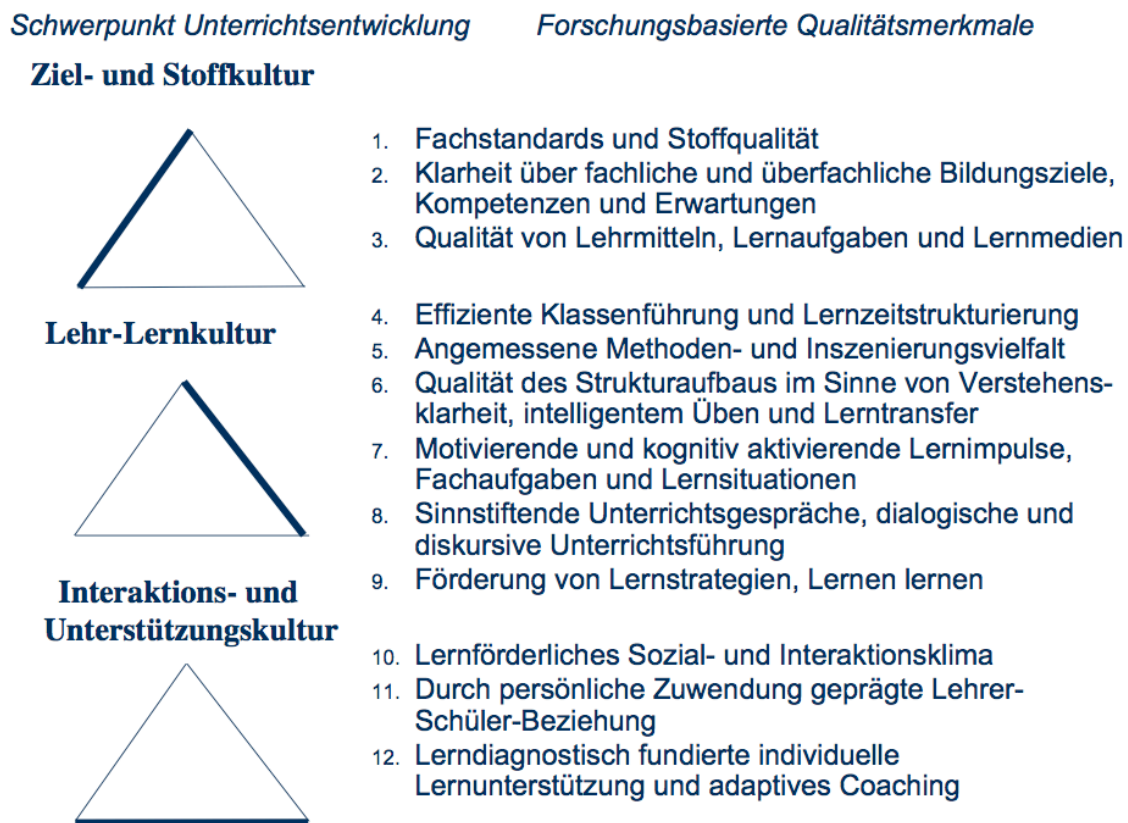 Schwerpunkt Unterrichtsentwicklung Forschungsbasierte Qualitätsmerkmale
Ziel- und Stoffkultur
1. Fachstandards und Stoffqualität
2. Klarheit über fachliche und überfachliche Bildungsziele,
Kompetenzen und Erwartungen
3. Qualität von Lehrmitteln, Lernaufgaben und Lernmedien
Lehr-Lernkultur
4. Effiziente Klassenführung und Lernzeitstrukturierung
5. Angemessene Methoden- und Inszenierungsvielfalt
6. Qualität des Strukturaufbaus im Sinne von Verstehens-
klarheit, intelligentem Üben und Lerntransfer
7. Motivierende und kognitiv aktivierende Lernimpulse,
Fachaufgaben und Lernsituationen
8. Sinnstiftende Unterrichtsgespräche, dialogische und
diskursive Unterrichtsführung
9. Förderung von Lernstrategien, Lernen lernen
Interaktions- und
Unterstützungskultur
10. Lernförderliches Sozial- und Interaktionsklima
11. Durch persönliche Zuwendung geprägte Lehrer-
Schüler-Beziehung
12. Lerndiagnostisch fundierte individuelle
Lernunterstützung und adaptives Coaching